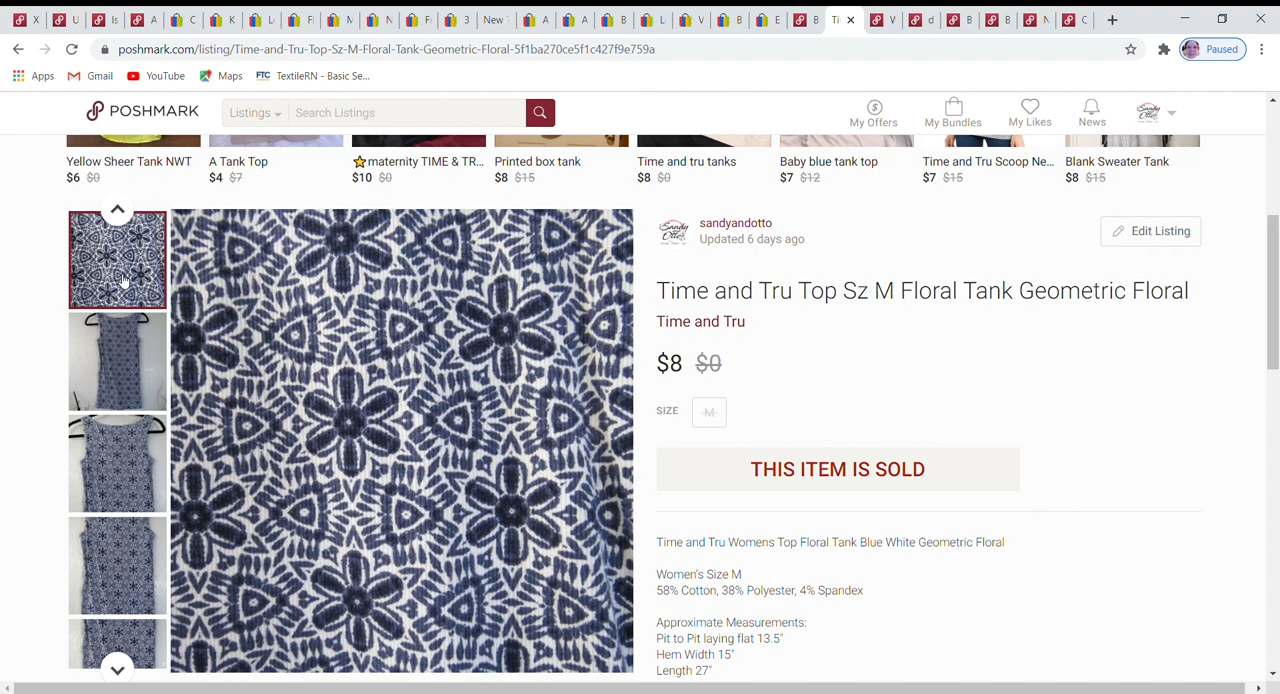 X
U
Is
A
C
K
L
F
M
N
F
3
New T
A
A
B
L
V
B
E
B
Ti
V
d
B
B
N
C
poshmark.com/listing/Time-and-Tru-Top-Sz-M-Floral-Tank-Geometric-Floral-5f1ba270ce5f1c427f9e759a
Paused
Apps Gmail YouTube Maps FTC TextileRN - Basic Se...
POSHMARK Listings Search Listings
My Offers My Bundles My Likes News
Yellow Sheer Tank NWT
$6 $0
A Tank Top
$4 $7
maternity TIME & TR...
$10 $0
Printed box tank
$8 $15
Time and tru tanks
$8 $0
Baby blue tank top
$7 $12
Time and Tru Scoop Ne...
$7 $15
Blank Sweater Tank
$8 $15
Sandy Otto
sandyandotto
Updated 6 days ago
Edit Listing
Time and Tru Top Sz M Floral Tank Geometric Floral
Time and Tru
$8 $0
SIZE M
THIS ITEM IS SOLD
Time and Tru Womens Top Floral Tank Blue White Geometric Floral
Women's Size M
58% Cotton, 38% Polyester, 4% Spandex
Approximate Measurements:
Pit to Pit laying flat 13.5"
Hem Width 15"
Length 27"